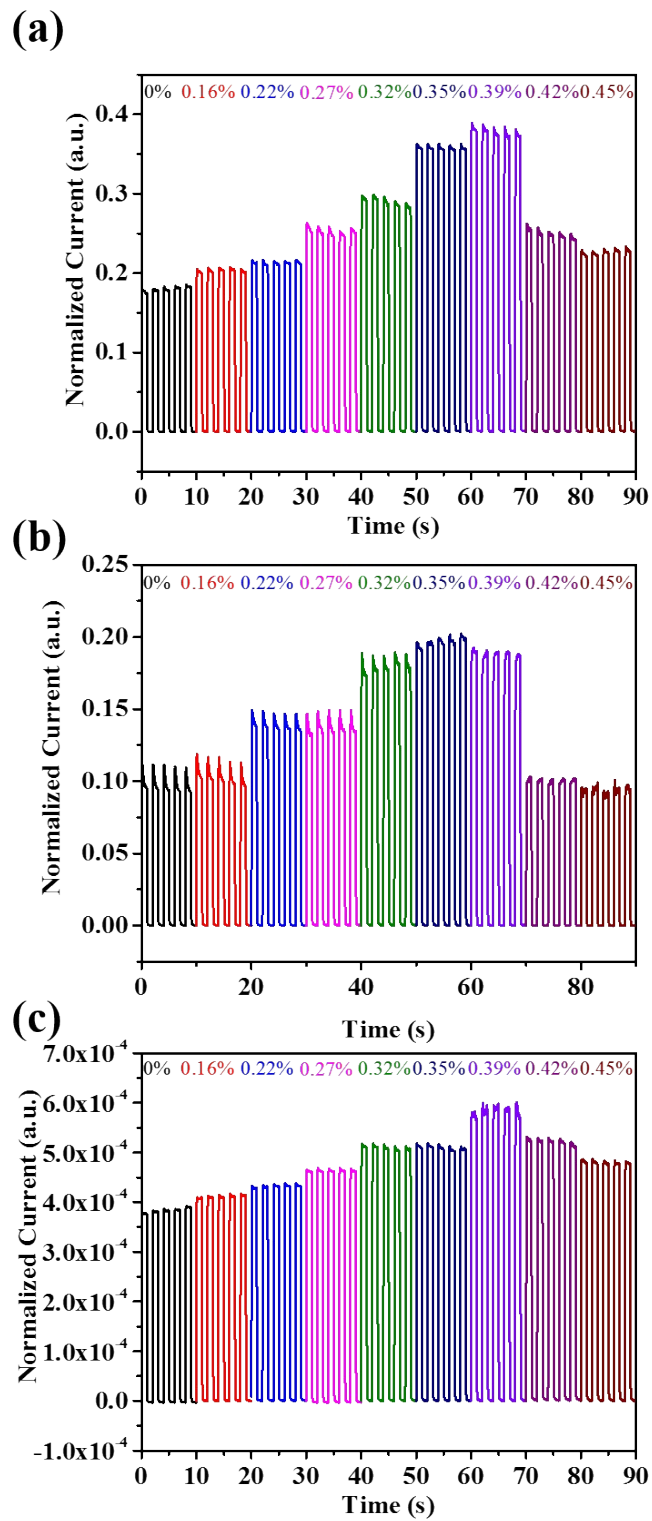 (a)
0% 0.16% 0.22% 0.27% 0.32% 0.35% 0.39% 0.42% 0.45%
0.4
0.3
0.2
0.1
0.0
Normalized Current (a.u.)
0 10 20 30 40 50 60 70 80 90
Time (s)
(b)
0.25
0% 0.16% 0.22% 0.27% 0.32% 0.35% 0.39% 0.42% 0.45%
0.20
0.15
0.10
0.05
0.00
Normalized Current (a.u.)
0 20 40 60 80
Time (s)
(c)
7.0x10⁻⁴
0% 0.16% 0.22% 0.27% 0.32% 0.35% 0.39% 0.42% 0.45%
6.0x10⁻⁴
5.0x10⁻⁴
4.0x10⁻⁴
3.0x10⁻⁴
2.0x10⁻⁴
1.0x10⁻⁴
0.0
-1.0x10⁻⁴
Normalized Current (a.u.)
0 10 20 30 40 50 60 70 80 90
Time (s)